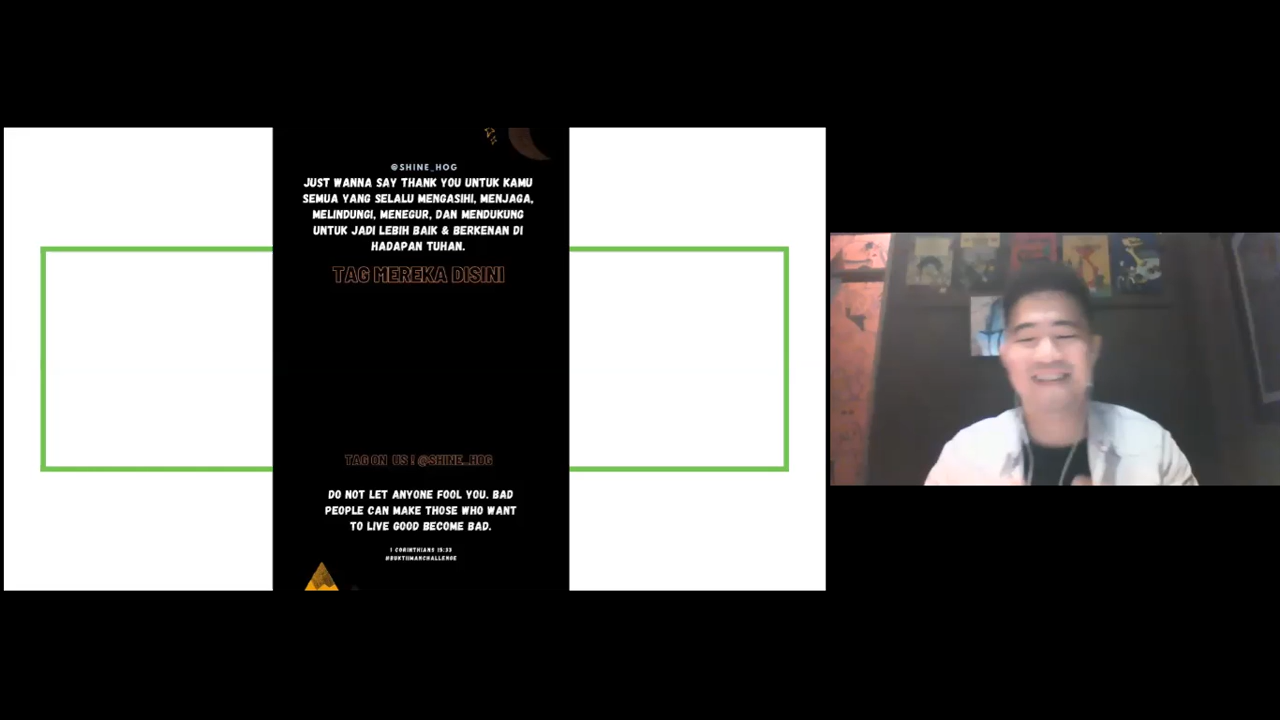 @SHINE_HOG
JUST WANNA SAY THANK YOU UNTUK KAMU
SEMUA YANG SELALU MENGASIHI, MENJAGA,
MELINDUNGI, MENEGUR, DAN MENDUKUNG
UNTUK JADI LEBIH BAIK & BERKENAN DI
HADAPAN TUHAN.
TAG MEREKA DISINI
TAG ON US ! @SHINE_HOG
DO NOT LET ANYONE FOOL YOU. BAD
PEOPLE CAN MAKE THOSE WHO WANT
TO LIVE GOOD BECOME BAD.
1 CORINTHIANS 15:33
#BUKTIIMANCHALLENGE